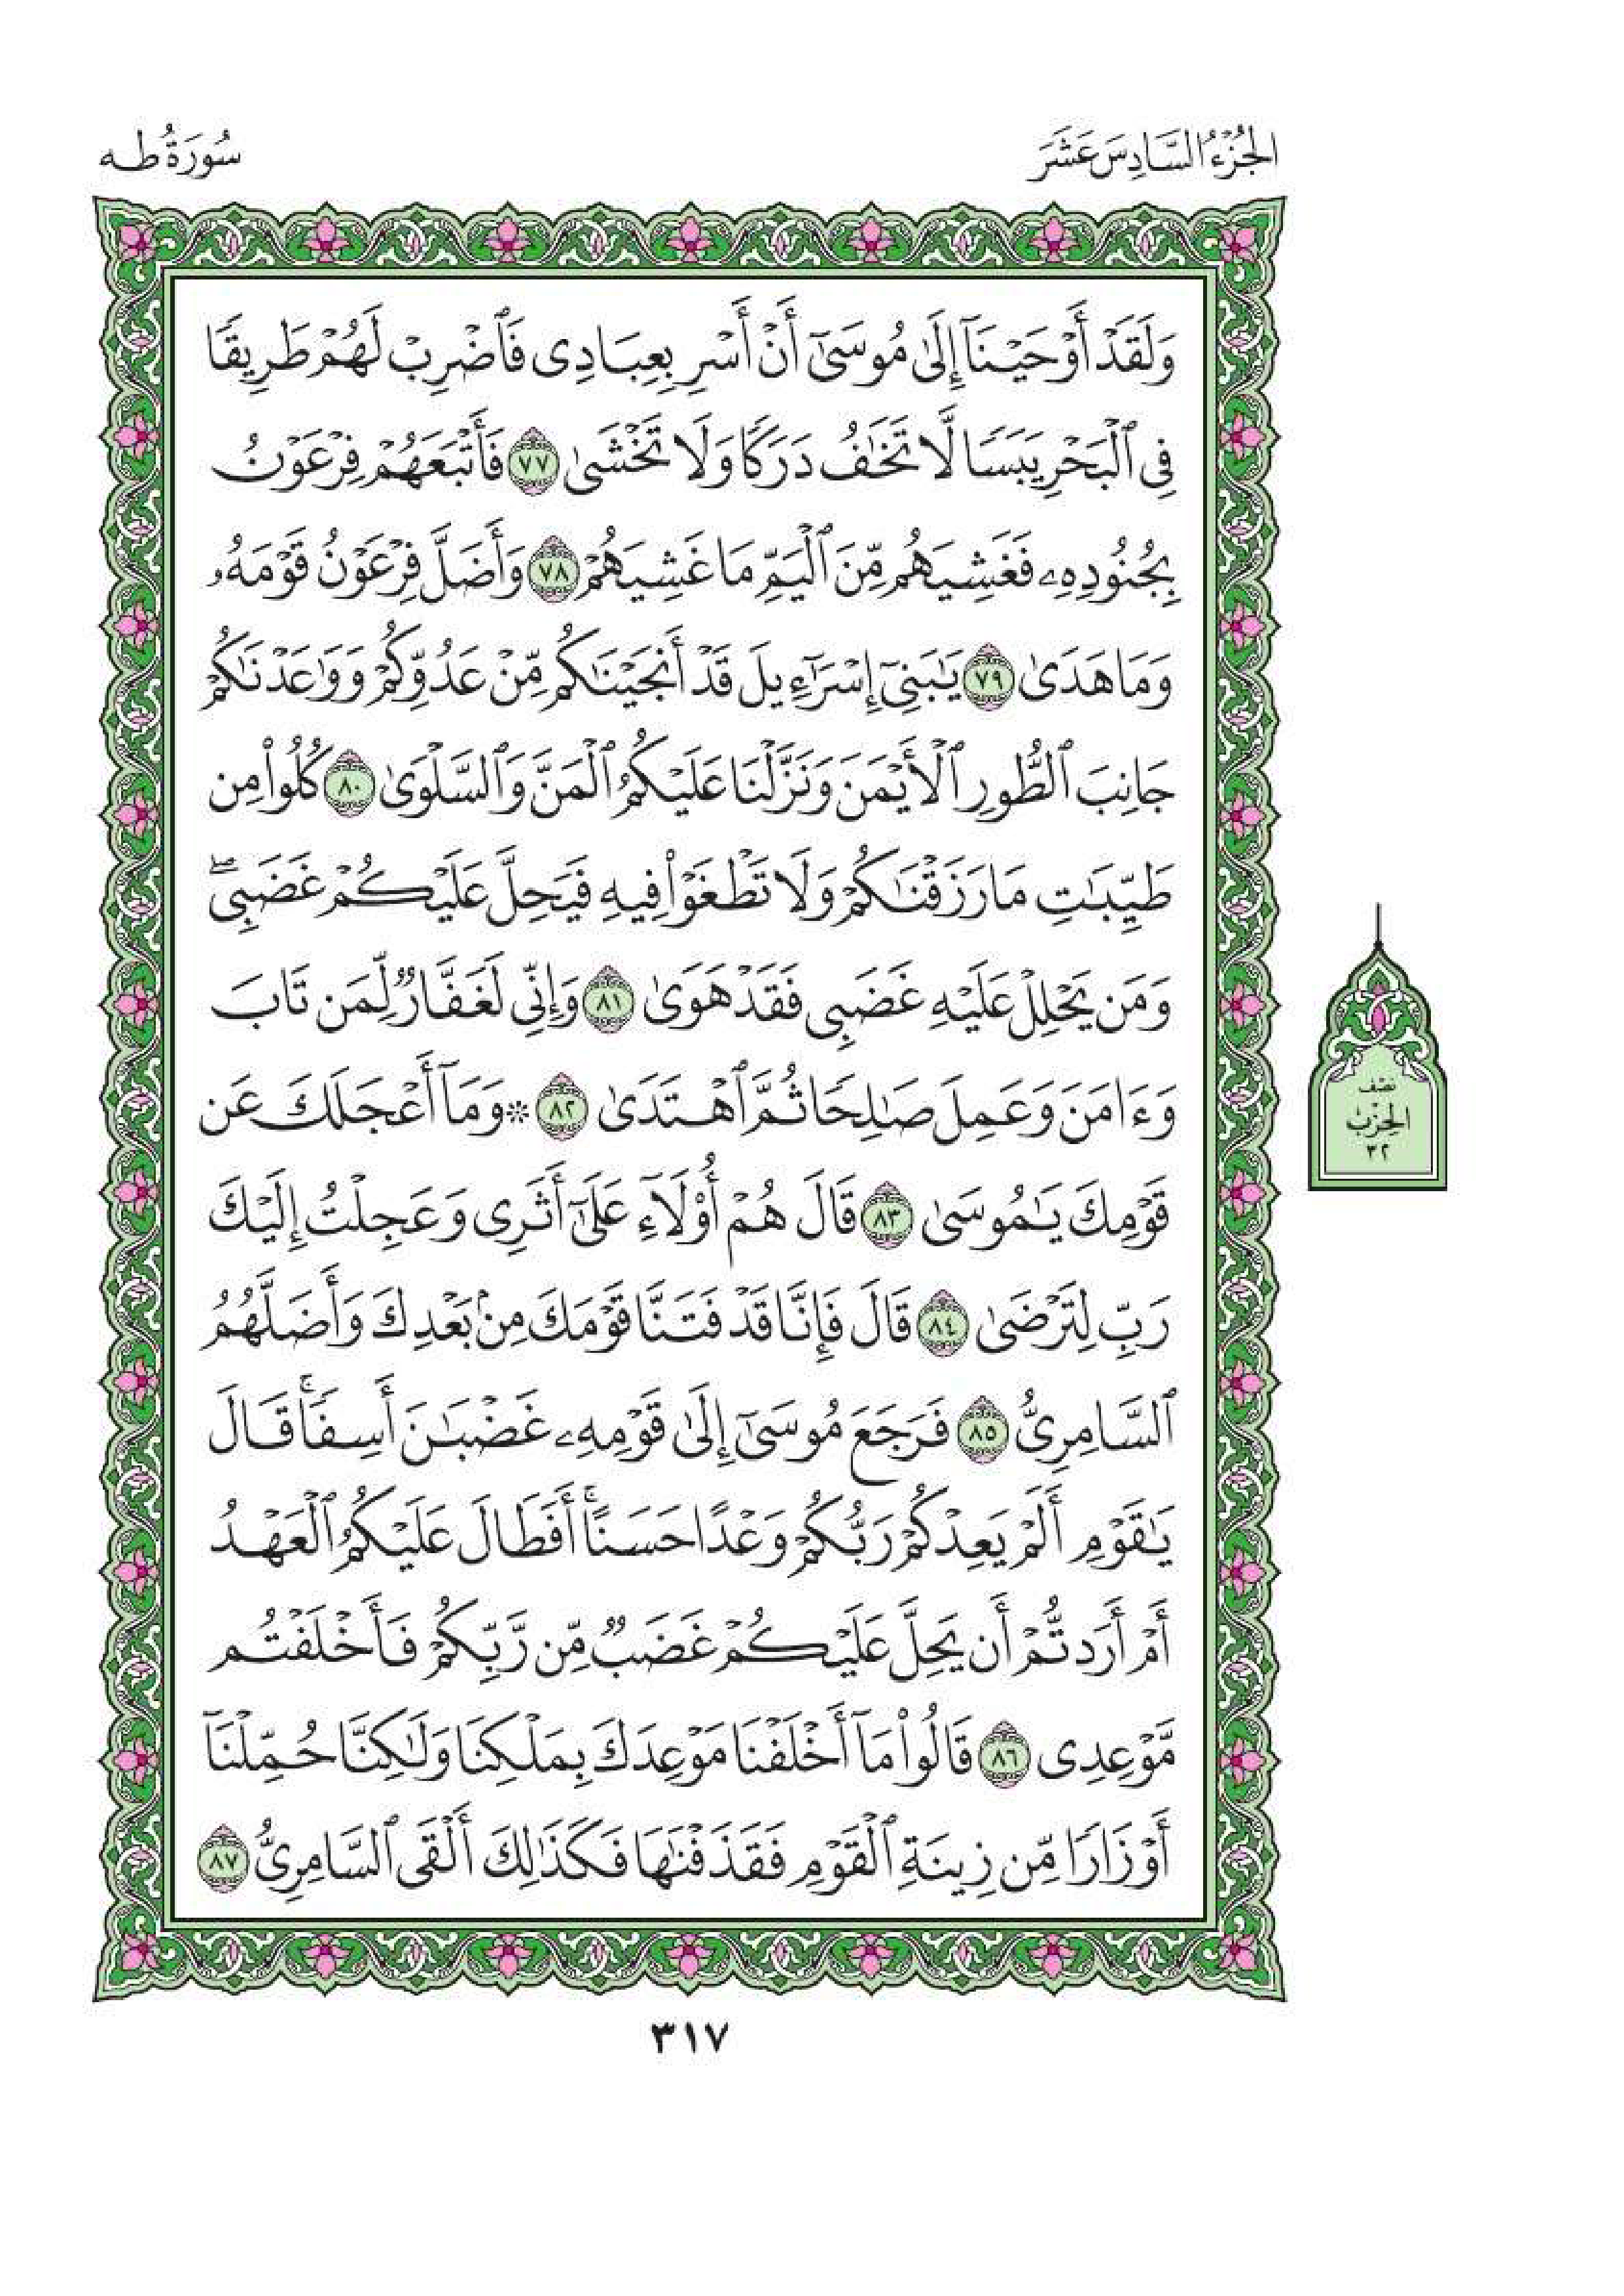 الجُزْءُ السَّادِسَ عَشَرَ
سُورَةُ طه
وَلَقَدْ أَوْحَيْنَآ إِلَىٰ مُوسَىٰٓ أَنْ أَسْرِ بِعِبَادِى فَٱضْرِبْ لَهُمْ طَرِيقًا
فِى ٱلْبَحْرِ يَبَسًا لَّا تَخَٰفُ دَرَكًا وَلَا تَخْشَىٰ ٧٧ فَأَتْبَعَهُمْ فِرْعَوْنُ
بِجُنُودِهِۦ فَغَشِيَهُم مِّنَ ٱلْيَمِّ مَا غَشِيَهُمْ ٧٨ وَأَضَلَّ فِرْعَوْنُ قَوْمَهُۥ
وَمَا هَدَىٰ ٧٩ يَٰبَنِىٓ إِسْرَٰٓءِيلَ قَدْ أَنجَيْنَٰكُم مِّنْ عَدُوِّكُمْ وَوَٰعَدْنَٰكُمْ
جَانِبَ ٱلطُّورِ ٱلْأَيْمَنَ وَنَزَّلْنَا عَلَيْكُمُ ٱلْمَنَّ وَٱلسَّلْوَىٰ ٨٠ كُلُوا۟ مِن
طَيِّبَٰتِ مَا رَزَقْنَٰكُمْ وَلَا تَطْغَوْا۟ فِيهِ فَيَحِلَّ عَلَيْكُمْ غَضَبِىۖ
وَمَن يَحْلِلْ عَلَيْهِ غَضَبِى فَقَدْ هَوَىٰ ٨١ وَإِنِّى لَغَفَّارٌ لِّمَن تَابَ
وَءَامَنَ وَعَمِلَ صَٰلِحًا ثُمَّ ٱهْتَدَىٰ ٨٢ * وَمَآ أَعْجَلَكَ عَن
قَوْمِكَ يَٰمُوسَىٰ ٨٣ قَالَ هُمْ أُو۟لَآءِ عَلَىٰٓ أَثَرِى وَعَجِلْتُ إِلَيْكَ
رَبِّ لِتَرْضَىٰ ٨٤ قَالَ فَإِنَّا قَدْ فَتَنَّا قَوْمَكَ مِنۢ بَعْدِكَ وَأَضَلَّهُمُ
ٱلسَّامِرِىُّ ٨٥ فَرَجَعَ مُوسَىٰٓ إِلَىٰ قَوْمِهِۦ غَضْبَٰنَ أَسِفًاۚ قَالَ
يَٰقَوْمِ أَلَمْ يَعِدْكُمْ رَبُّكُمْ وَعْدًا حَسَنًاۚ أَفَطَالَ عَلَيْكُمُ ٱلْعَهْدُ
أَمْ أَرَدتُّمْ أَن يَحِلَّ عَلَيْكُمْ غَضَبٌ مِّن رَّبِّكُمْ فَأَخْلَفْتُم
مَّوْعِدِى ٨٦ قَالُوا۟ مَآ أَخْلَفْنَا مَوْعِدَكَ بِمَلْكِنَا وَلَٰكِنَّا حُمِّلْنَآ
أَوْزَارًا مِّن زِينَةِ ٱلْقَوْمِ فَقَذَفْنَٰهَا فَكَذَٰلِكَ أَلْقَى ٱلسَّامِرِىُّ ٨٧
نصف
الحزب
٣٢
٣١٧